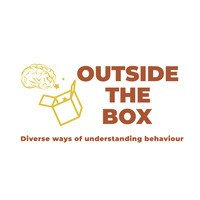 OUTSIDE
THE
BOX
Diverse ways of understanding behaviour